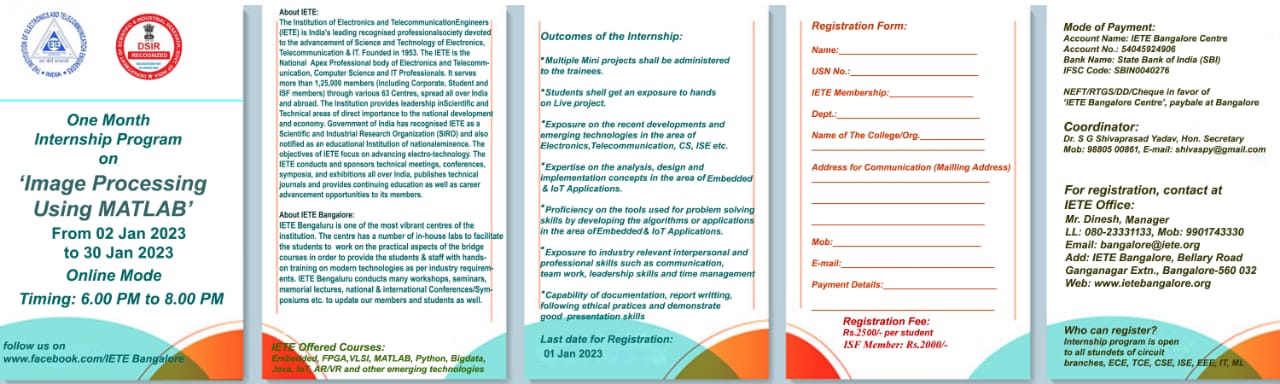 THE INSTITUTION OF ELECTRONICS AND TELECOMMUNICATION ENGINEERS
IETE
INDIA
SCIENTIFIC & INDUSTRIAL RESEARCH
DSIR
RECOGNIZED
One Month
Internship Program
on
‘Image Processing
Using MATLAB’
From 02 Jan 2023
to 30 Jan 2023
Online Mode
Timing: 6.00 PM to 8.00 PM
follow us on
www.facebook.com/IETE Bangalore
About IETE:
The Institution of Electronics and TelecommunicationEngineers
(IETE) is India's leading recognised professionalsociety devoted
to the advancement of Science and Technology of Electronics,
Telecommunication & IT. Founded in 1953. The IETE is the
National Apex Professional body of Electronics and Telecomm-
unication, Computer Science and IT Professionals. It serves
more than 1,25,000 members (including Corporate, Student and
ISF members) through various 63 Centres, spread all over India
and abroad. The Institution provides leadership inScientific and
Technical areas of direct importance to the national development
and economy. Government of India has recognised IETE as a
Scientific and Industrial Research Organization (SIRO) and also
notified as an educational Institution of nationaleminence. The
objectives of IETE focus on advancing electro-technology. The
IETE conducts and sponsors technical meetings, conferences,
symposia, and exhibitions all over India, publishes technical
journals and provides continuing education as well as career
advancement opportunities to its members.
About IETE Bangalore:
IETE Bengaluru is one of the most vibrant centres of the
institution. The centre has a number of in-house labs to facilitate
the students to work on the practical aspects of the bridge
courses in order to provide the students & staff with hands-
on training on modern technologies as per industry requirem-
ents. IETE Bengaluru conducts many workshops, seminars,
memorial lectures, national & international Conferences/Sym-
posiums etc. to update our members and students as well.
IETE Offered Courses:
Embedded, FPGA,VLSI, MATLAB, Python, Bigdata,
Java, IoT, AR/VR and other emerging technologies
Outcomes of the Internship:
*Multiple Mini projects shall be administered
to the trainees.
*Students shell get an exposure to hands
on Live project.
*Exposure on the recent developments and
emerging technologies in the area of
Electronics,Telecommunication, CS, ISE etc.
*Expertise on the analysis, design and
implementation concepts in the area of Embedded
& IoT Applications.
*Proficiency on the tools used for problem solving
skills by developing the algorithms or applications
in the area of Embedded & IoT Applications.
*Exposure to industry relevant interpersonal and
professional skills such as communication,
team work, leadership skills and time management
*Capability of documentation, report writting,
following ethical pratices and demonstrate
good presentation skills
Last date for Registration:
01 Jan 2023
Registration Form:
Name:
USN No.:
IETE Membership:
Dept.:
Name of The College/Org.
Address for Communication (Mailling Address)
Mob:
E-mail:
Payment Details:
Registration Fee:
Rs.2500/- per student
ISF Member: Rs.2000/-
Mode of Payment:
Account Name: IETE Bangalore Centre
Account No.: 54045924906
Bank Name: State Bank of India (SBI)
IFSC Code: SBIN0040276
NEFT/RTGS/DD/Cheque in favor of
'IETE Bangalore Centre', paybale at Bangalore
Coordinator:
Dr. S G Shivaprasad Yadav, Hon. Secretary
Mob: 98805 00861, E-mail: shivaspy@gmail.com
For registration, contact at
IETE Office:
Mr. Dinesh, Manager
LL: 080-23331133, Mob: 9901743330
Email: bangalore@iete.org
Add: IETE Bangalore, Bellary Road
Ganganagar Extn., Bangalore-560 032
Web: www.ietebangalore.org
Who can register?
Internship program is open
to all stundets of circuit
branches, ECE, TCE, CSE, ISE, EEE, IT, ML